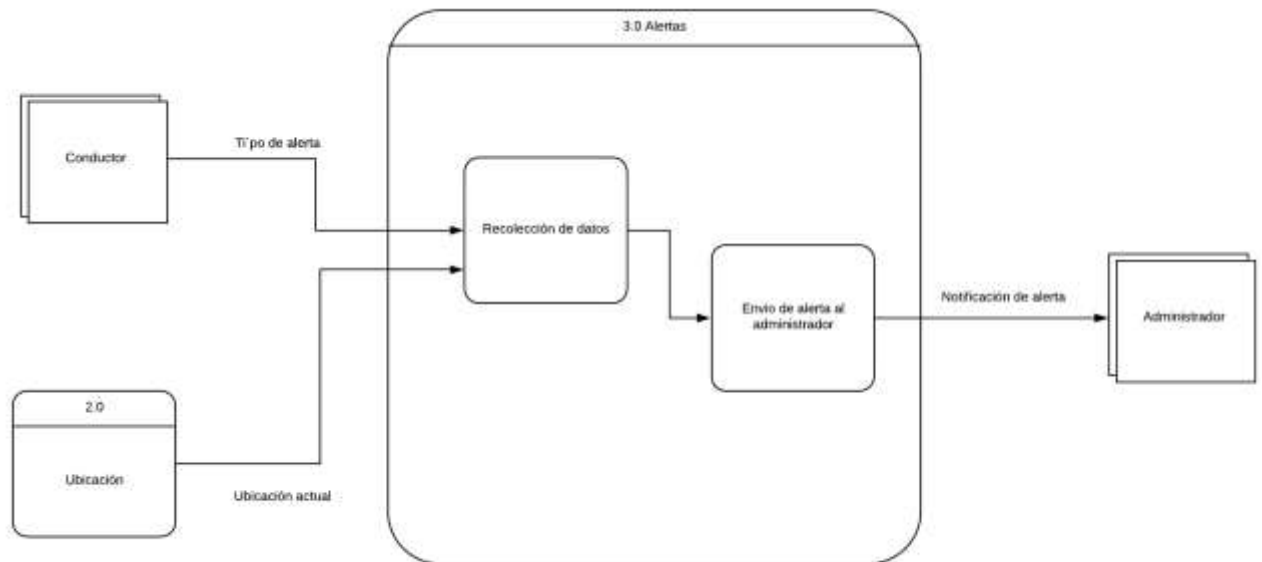 3.0 Alertas
Conductor
Ti´po de alerta
Recolección de datos
Envio de alerta al
administrador
Notificación de alerta
Administrador
2.0
Ubicación
Ubicación actual